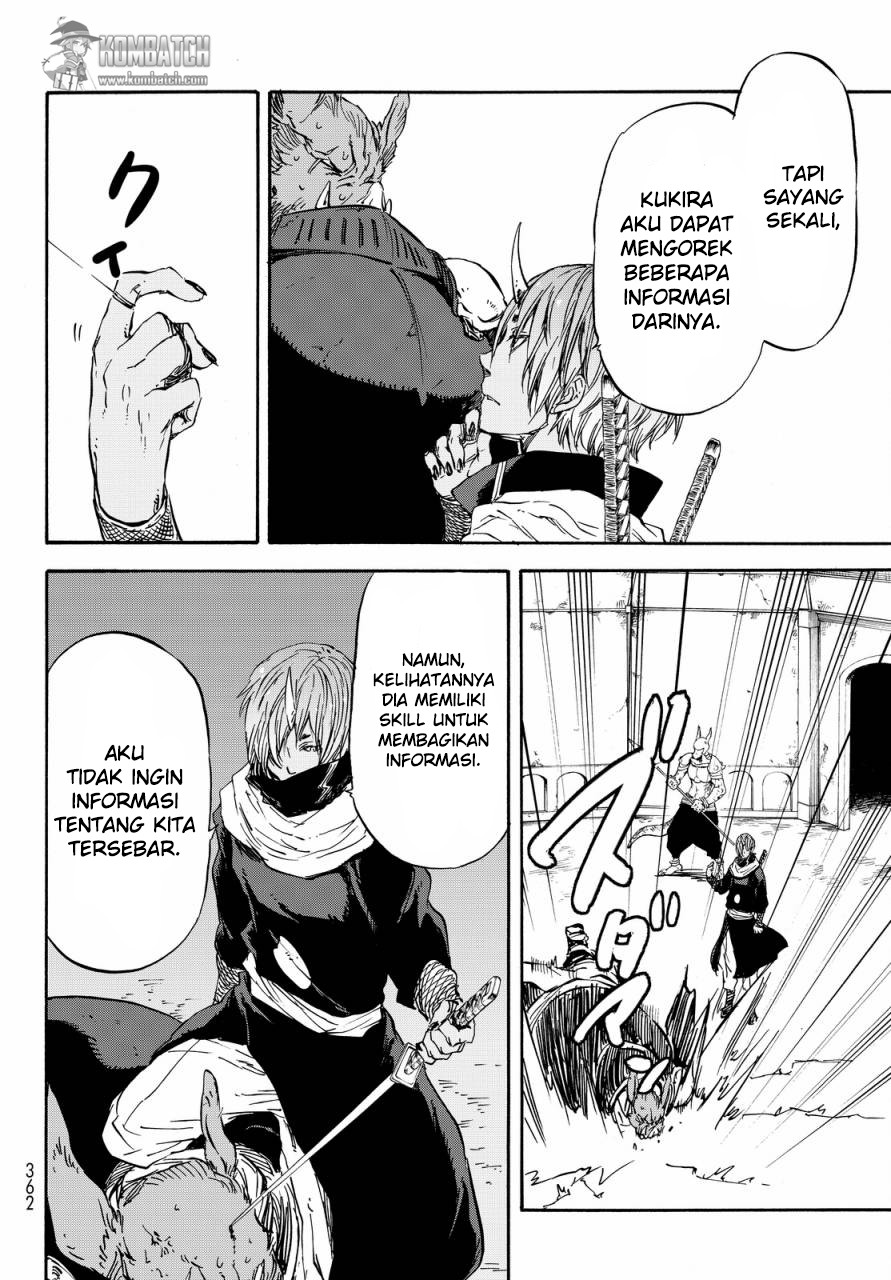 KOMBATCH
www.kombatch.com
TAPI
SAYANG
SEKALI,
KUKIRA
AKU DAPAT
MENGOREK
BEBERAPA
INFORMASI
DARINYA.
クイ
ズダァ
NAMUN,
KELIHATANNYA
DIA MEMILIKI
SKILL UNTUK
MEMBAGIKAN
INFORMASI.
AKU
TIDAK INGIN
INFORMASI
TENTANG KITA
TERSEBAR.
362